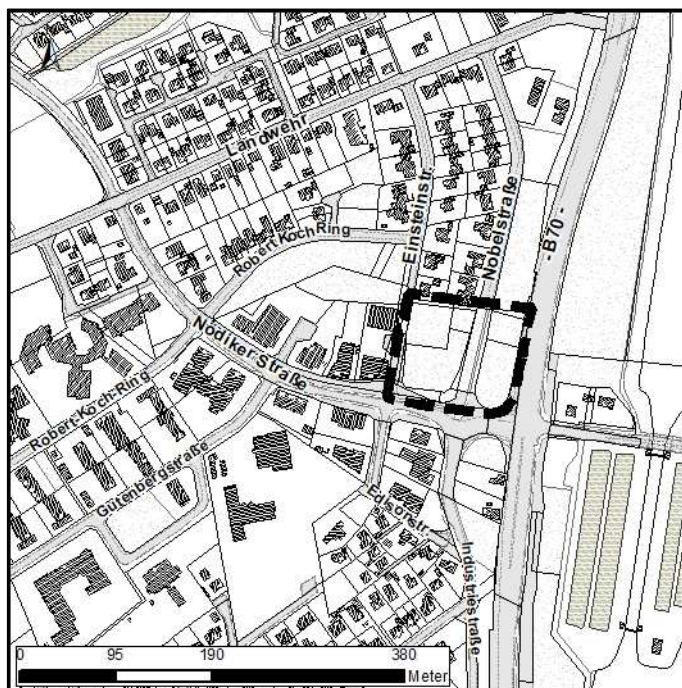 Landwehr
Einsteinstr.
Nobelstraße
- B70 -
Robert Koch Ring
Nödiker Straße
Robert-Koch-Ring
Gutenbergstraße
Edisonstr.
Industriestraße
0 95 190 380
Meter